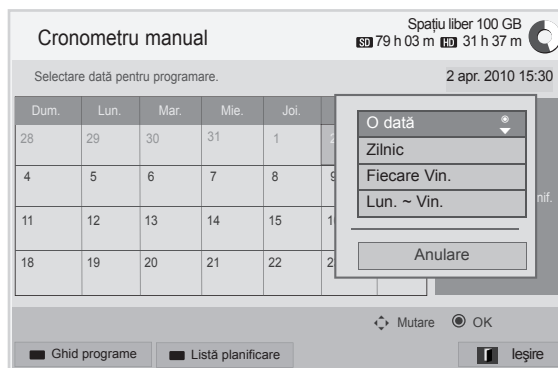 Cronometru manual
Spațiu liber 100 GB
SD 79 h 03 m HD 31 h 37 m
Selectare dată pentru programare.
2 apr. 2010 15:30
Dum. Lun. Mar. Mie. Joi.
28 29 30 31 1 2
4 5 6 7 8 9
11 12 13 14 15
18 19 20 21 22
nif.
O dată
Zilnic
Fiecare Vin.
Lun. ~ Vin.
Anulare
Mutare OK
Ghid programe
Listă planificare
Ieşire